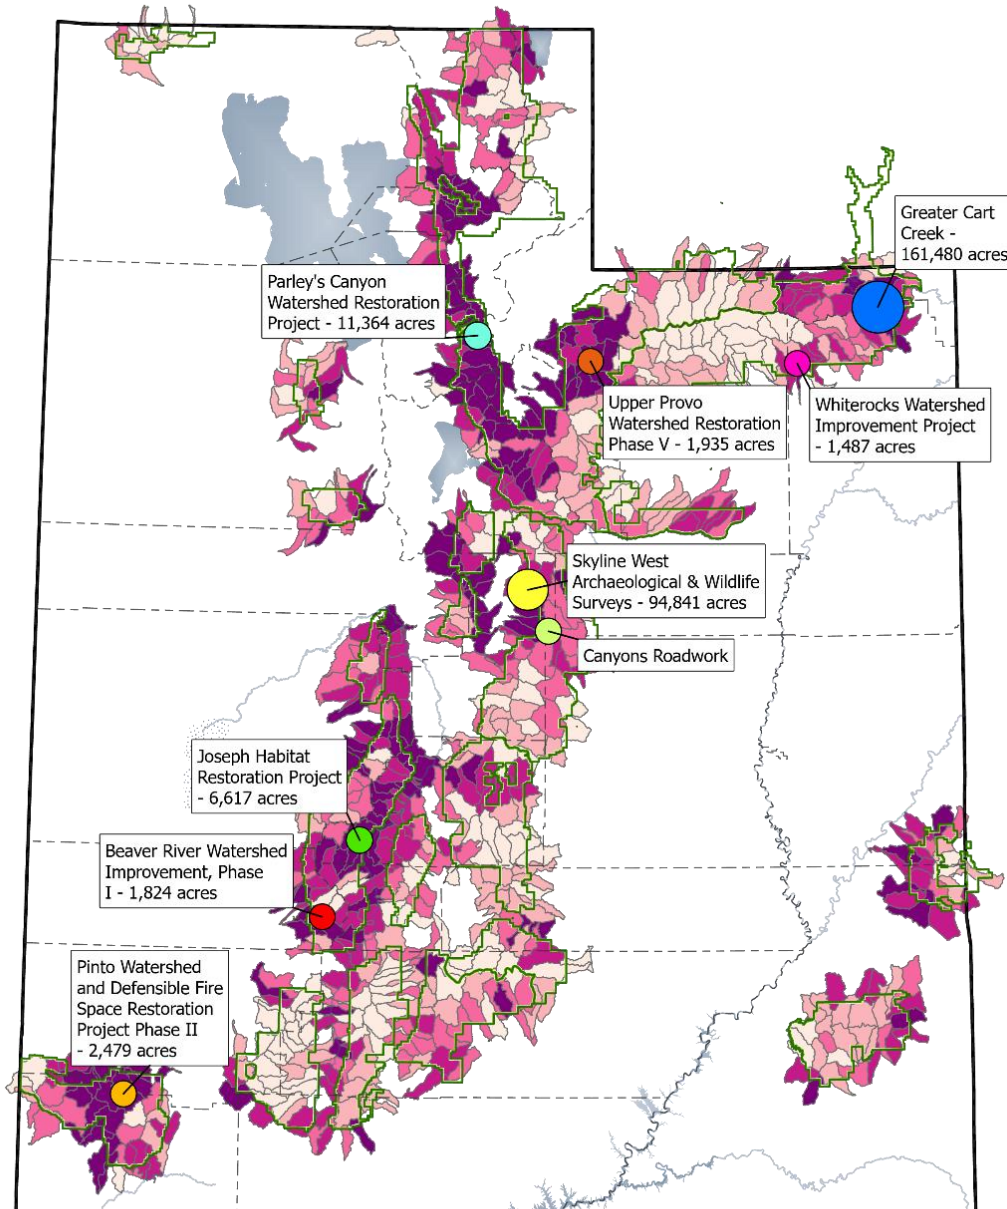 Greater Cart
Creek -
161,480 acres
Parley's Canyon
Watershed Restoration
Project - 11,364 acres
Upper Provo
Watershed Restoration
Phase V - 1,935 acres
Whiterocks Watershed
Improvement Project
- 1,487 acres
Skyline West
Archaeological & Wildlife
Surveys - 94,841 acres
Canyons Roadwork
Joseph Habitat
Restoration Project
- 6,617 acres
Beaver River Watershed
Improvement, Phase
I - 1,824 acres
Pinto Watershed
and Defensible Fire
Space Restoration
Project Phase II
- 2,479 acres